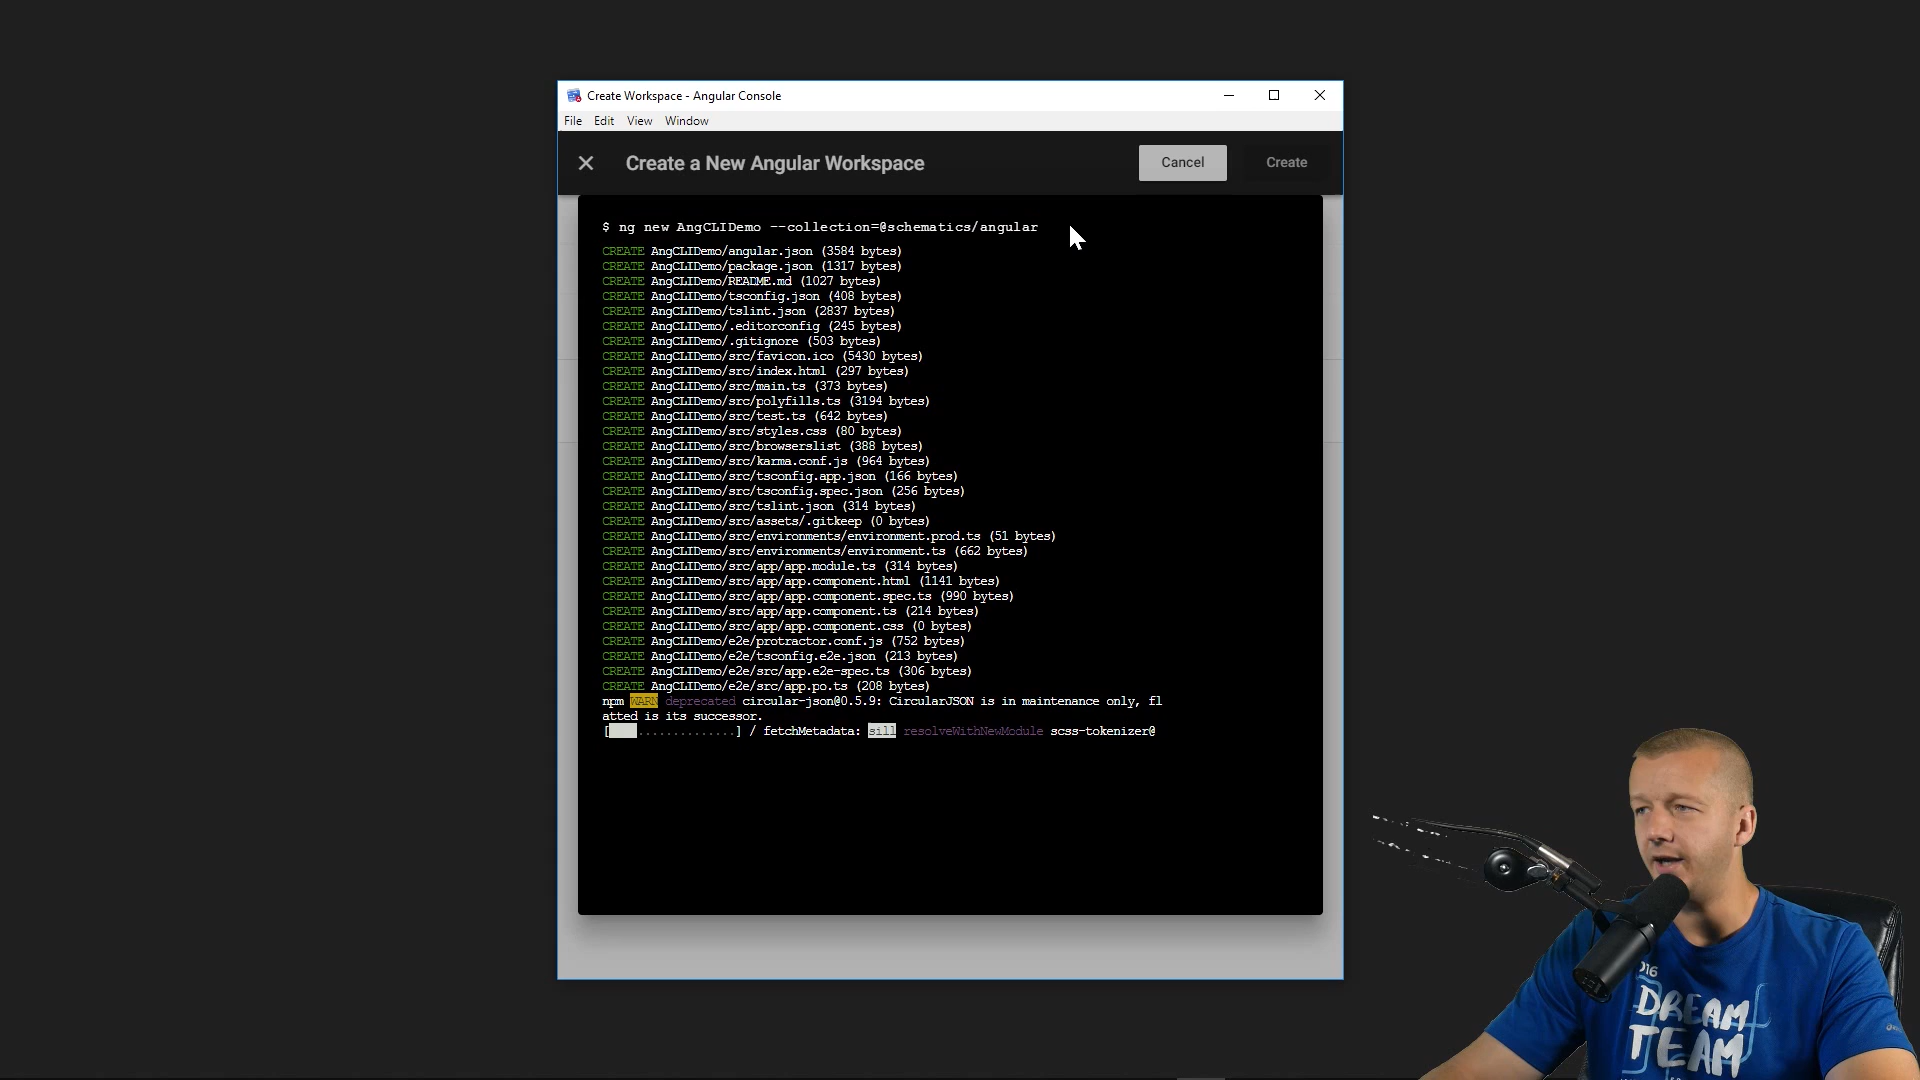 Create Workspace - Angular Console
File Edit View Window
Create a New Angular Workspace
Cancel
Create
$ ng new AngCLIDemo --collection=@schematics/angular
CREATE AngCLIDemo/angular.json (3584 bytes)
CREATE AngCLIDemo/package.json (1317 bytes)
CREATE AngCLIDemo/README.md (1027 bytes)
CREATE AngCLIDemo/tsconfig.json (408 bytes)
CREATE AngCLIDemo/tslint.json (2837 bytes)
CREATE AngCLIDemo/.editorconfig (245 bytes)
CREATE AngCLIDemo/.gitignore (503 bytes)
CREATE AngCLIDemo/src/favicon.ico (5430 bytes)
CREATE AngCLIDemo/src/index.html (297 bytes)
CREATE AngCLIDemo/src/main.ts (373 bytes)
CREATE AngCLIDemo/src/polyfills.ts (3194 bytes)
CREATE AngCLIDemo/src/test.ts (642 bytes)
CREATE AngCLIDemo/src/styles.css (80 bytes)
CREATE AngCLIDemo/src/browserslist (388 bytes)
CREATE AngCLIDemo/src/karma.conf.js (964 bytes)
CREATE AngCLIDemo/src/tsconfig.app.json (166 bytes)
CREATE AngCLIDemo/src/tsconfig.spec.json (256 bytes)
CREATE AngCLIDemo/src/tslint.json (314 bytes)
CREATE AngCLIDemo/src/assets/.gitkeep (0 bytes)
CREATE AngCLIDemo/src/environments/environment.prod.ts (51 bytes)
CREATE AngCLIDemo/src/environments/environment.ts (662 bytes)
CREATE AngCLIDemo/src/app/app.module.ts (314 bytes)
CREATE AngCLIDemo/src/app/app.component.html (1141 bytes)
CREATE AngCLIDemo/src/app/app.component.spec.ts (990 bytes)
CREATE AngCLIDemo/src/app/app.component.ts (214 bytes)
CREATE AngCLIDemo/src/app/app.component.css (0 bytes)
CREATE AngCLIDemo/e2e/protractor.conf.js (752 bytes)
CREATE AngCLIDemo/e2e/tsconfig.e2e.json (213 bytes)
CREATE AngCLIDemo/e2e/src/app.e2e-spec.ts (306 bytes)
CREATE AngCLIDemo/e2e/src/app.po.ts (208 bytes)
npm WARN deprecated circular-json@0.5.9: CircularJSON is in maintenance only, fl
atted is its successor.
[    ..............] / fetchMetadata: sill resolveWithNewModule scss-tokenizer@
016
DREAM
TEAM